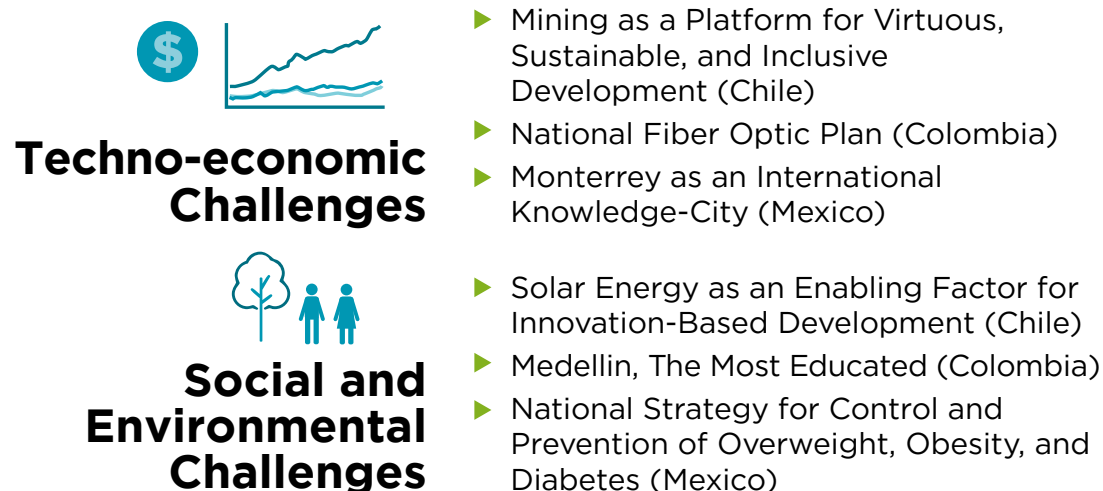 $
Techno-economic
Challenges
▶ Mining as a Platform for Virtuous,
Sustainable, and Inclusive
Development (Chile)
▶ National Fiber Optic Plan (Colombia)
▶ Monterrey as an International
Knowledge-City (Mexico)
Social and
Environmental
Challenges
▶ Solar Energy as an Enabling Factor for
Innovation-Based Development (Chile)
▶ Medellin, The Most Educated (Colombia)
▶ National Strategy for Control and
Prevention of Overweight, Obesity, and
Diabetes (Mexico)